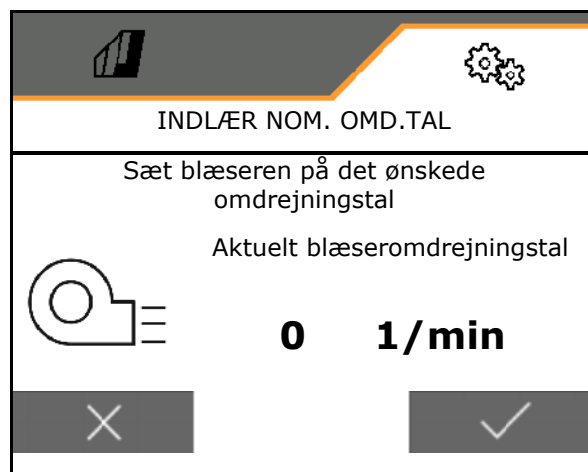 INDLÆR NOM. OMD.TAL
Sæt blæseren på det ønskede
omdrejningstal
Aktuelt blæseromdrejningstal
0 1/min